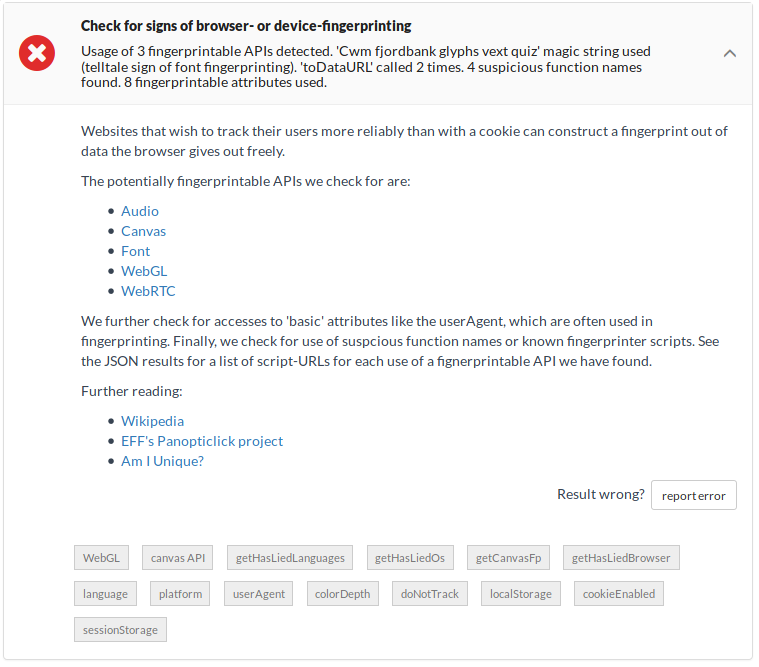 Check for signs of browser- or device-fingerprinting
Usage of 3 fingerprintable APIs detected. 'Cwm fjordbank glyphs vext quiz' magic string used
(telltale sign of font fingerprinting). 'toDataURL' called 2 times. 4 suspicious function names
found. 8 fingerprintable attributes used.
Websites that wish to track their users more reliably than with a cookie can construct a fingerprint out of
data the browser gives out freely.
The potentially fingerprintable APIs we check for are:
Audio
Canvas
Font
WebGL
WebRTC
We further check for accesses to 'basic' attributes like the userAgent, which are often used in
fingerprinting. Finally, we check for use of suspcious function names or known fingerprinter scripts. See
the JSON results for a list of script-URLs for each use of a fignerprintable API we have found.
Further reading:
Wikipedia
EFF's Panopticlick project
Am I Unique?
Result wrong? report error
WebGL canvas API getHasLiedLanguages getHasLiedOs getCanvasFp getHasLiedBrowser
language platform userAgent colorDepth doNotTrack localStorage cookieEnabled
sessionStorage